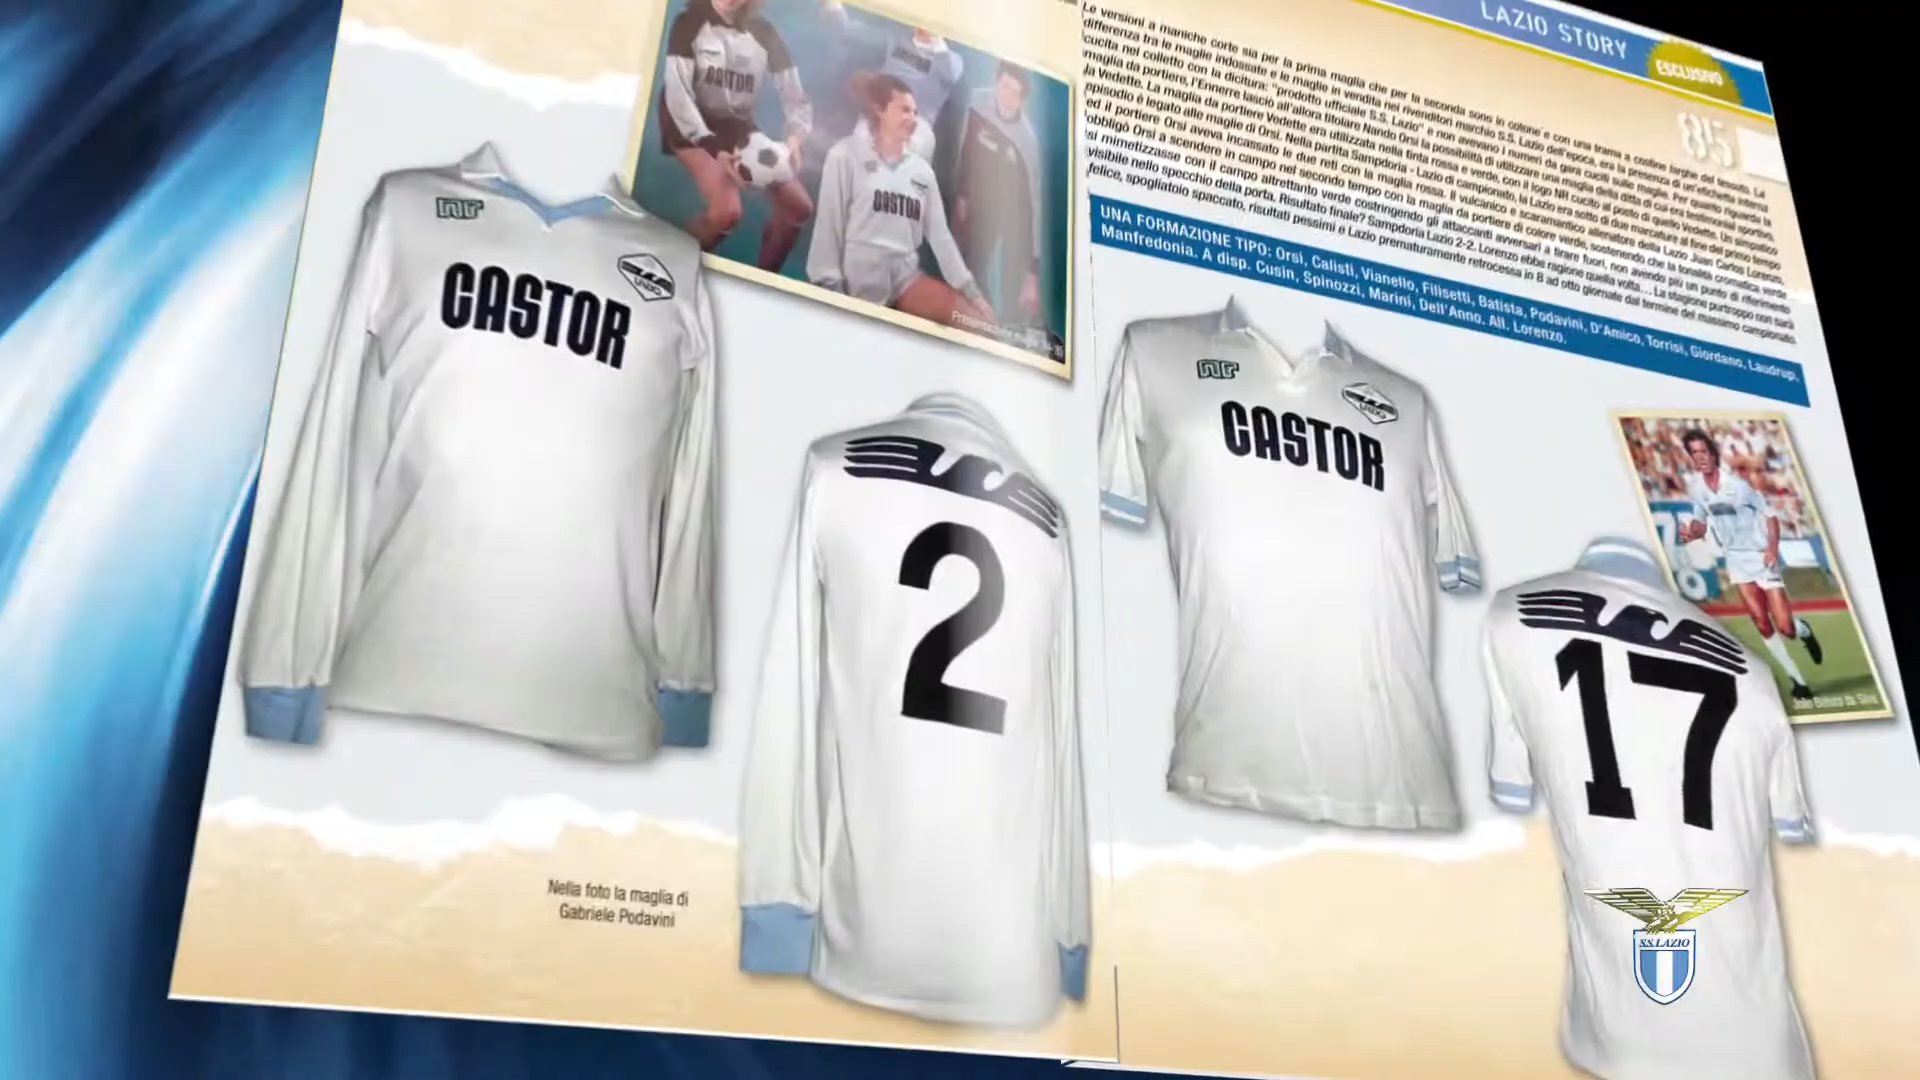 LAZIO STORY
ESCLUSIVO
85
Le versioni a maniche corte sia per la prima maglia che per la seconda sono in cotone e con una trama a costine larghe del tessuto. La
differenza tra le maglie indossate e le maglie in vendita nei rivenditori marchio S.S. Lazio dell'epoca, era la presenza di un'etichetta interna
cucita nel colletto con la dicitura: "prodotto ufficiale S.S. Lazio" e non avevano i numeri da gara cuciti sulle maglie. Per quanto riguarda la
maglia da portiere, l'Ennerre lasciò all'allora titolare Nando Orsi la possibilità di utilizzare una maglia della ditta di cui era testimonial sportivo,
la Vedette. La maglia da portiere Vedette era utilizzata nella tinta rossa e verde, con il logo NR cucito al posto di quello Vedette. Un simpatico
episodio è legato alle maglie di Orsi. Nella partita Sampdoria - Lazio di campionato, la Lazio era sotto di due marcature al fine del primo tempo
ed il portiere Orsi aveva incassato le due reti con la maglia rossa. Il vulcanico e scaramantico allenatore della Lazio Juan Carlos Lorenzo,
obbligò Orsi a scendere in campo nel secondo tempo con la maglia da portiere di colore verde, sostenendo che la tonalità cromatica verde
si mimetizzasse con il campo altrettanto verde costringendo gli attaccanti avversari a tirare fuori, non avendo più un punto di riferimento
visibile nello specchio della porta. Risultato finale? Sampdoria Lazio 2-2. Lorenzo ebbe ragione quella volta... La stagione purtroppo non sarà
felice, spogliatoio spaccato, risultati pessimi e Lazio prematuramente retrocessa in B ad otto giornate dal termine del massimo campionato.
UNA FORMAZIONE TIPO: Orsi, Calisti, Vianello, Filisetti, Batista, Podavini, D'Amico, Torrisi, Giordano, Laudrup,
Manfredonia. A disp. Cusin, Spinozzi, Marini, Dell'Anno. All. Lorenzo.
CASTOR
CASTOR
nr
LAZIO
CASTOR
2
nr
LAZIO
CASTOR
17
João Batista da Silva
Nella foto la maglia di
Gabriele Podavini
S.S.LAZIO